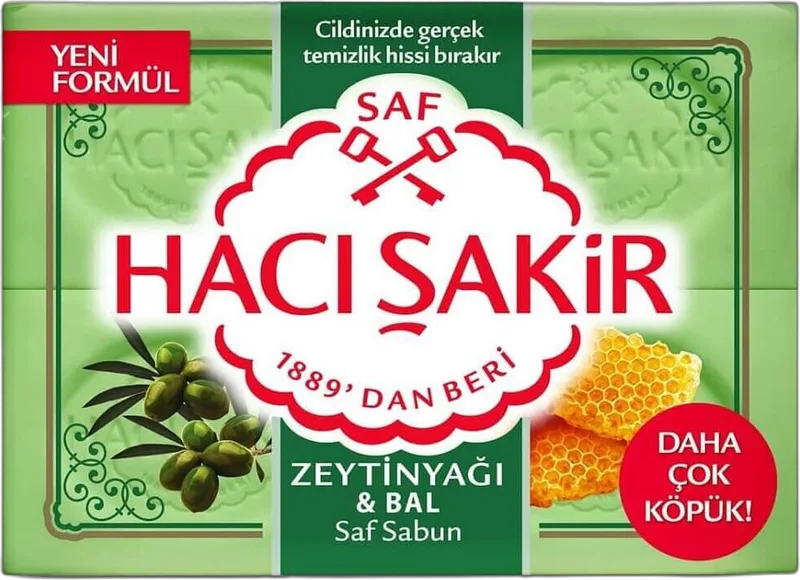 YENİ
FORMÜL
Cildinizde gerçek
temizlik hissi bırakır
SAF
HACI ŞAKİR
1889'DAN BERİ
ZEYTİNYAĞI
& BAL
Saf Sabun
DAHA
ÇOK
KÖPÜK!